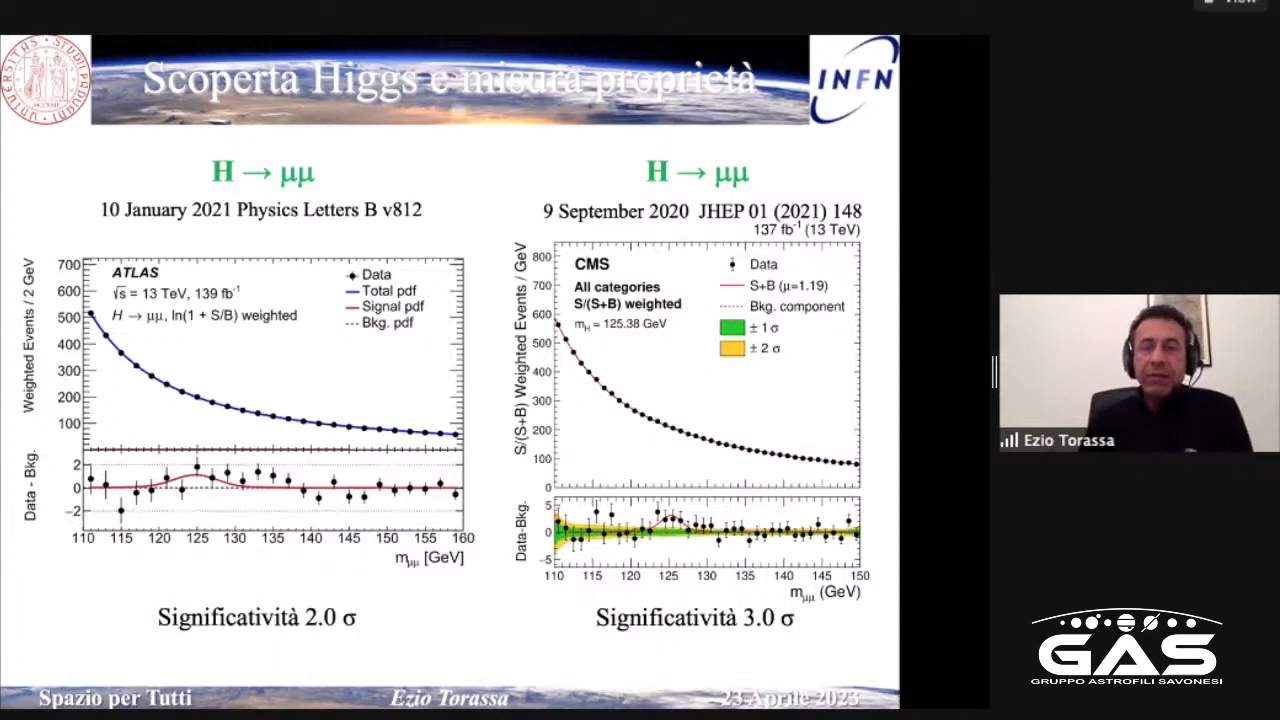 View
Scoperta Higgs e misura proprietà
INFN
H → μμ
10 January 2021 Physics Letters B v812
ATLAS
√s = 13 TeV, 139 fb⁻¹
H → μμ, ln(1 + S/B) weighted
Data
Total pdf
Signal pdf
Bkg. pdf
Weighted Events / 2 GeV
700
600
500
400
300
200
100
Data - Bkg.
2
0
−2
110 115 120 125 130 135 140 145 150 155 160
mμμ [GeV]
Significatività 2.0 σ
H → μμ
9 September 2020 JHEP 01 (2021) 148
137 fb⁻¹ (13 TeV)
CMS
All categories
S/(S+B) weighted
mH = 125.38 GeV
Data
S+B (μ=1.19)
Bkg. component
± 1 σ
± 2 σ
S/(S+B) Weighted Events / GeV
800
700
600
500
400
300
200
100
0
Data-Bkg.
5
0
−5
110 115 120 125 130 135 140 145 150
mμμ (GeV)
Significatività 3.0 σ
Spazio per Tutti
Ezio Torassa
23 Aprile 2023
Ezio Torassa
GAS
GRUPPO ASTROFILI SAVONESI